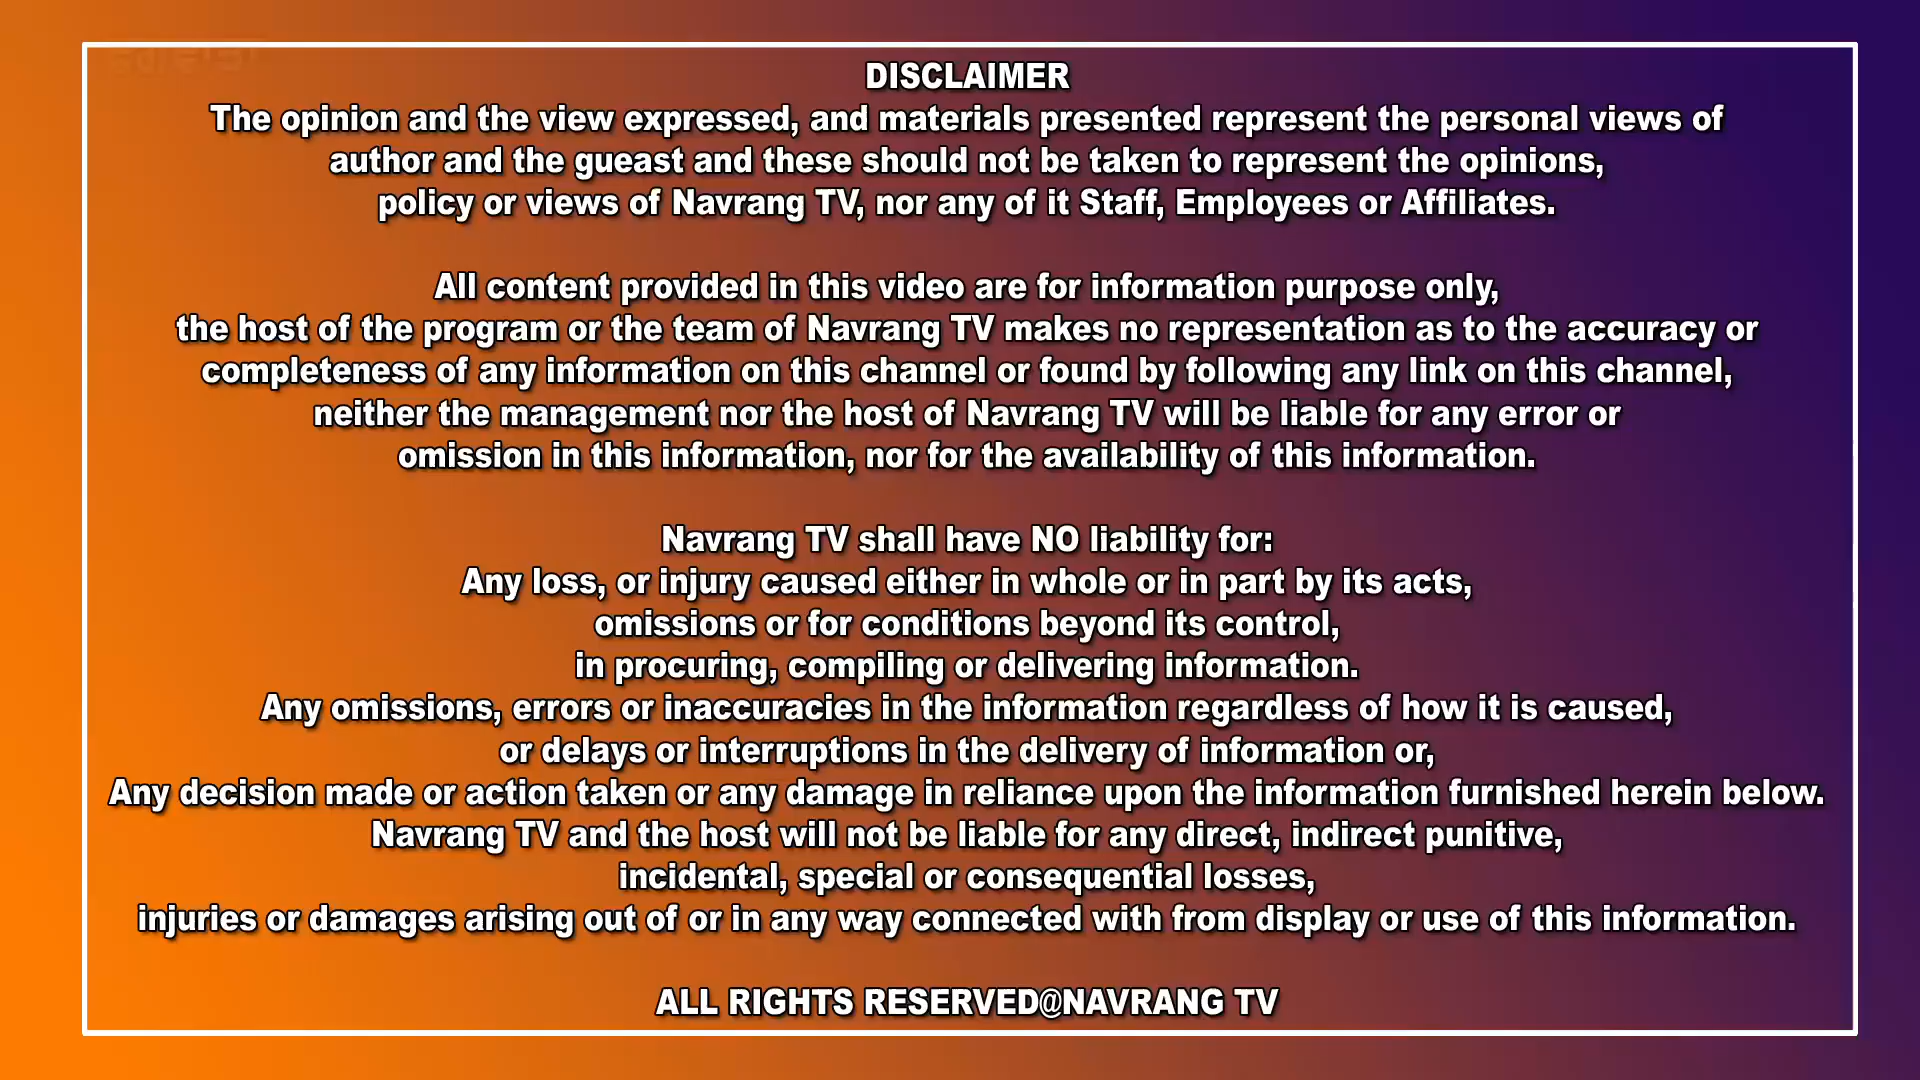 DISCLAIMER
The opinion and the view expressed, and materials presented represent the personal views of
author and the gueast and these should not be taken to represent the opinions,
policy or views of Navrang TV, nor any of it Staff, Employees or Affiliates.
All content provided in this video are for information purpose only,
the host of the program or the team of Navrang TV makes no representation as to the accuracy or
completeness of any information on this channel or found by following any link on this channel,
neither the management nor the host of Navrang TV will be liable for any error or
omission in this information, nor for the availability of this information.
Navrang TV shall have NO liability for:
Any loss, or injury caused either in whole or in part by its acts,
omissions or for conditions beyond its control,
in procuring, compiling or delivering information.
Any omissions, errors or inaccuracies in the information regardless of how it is caused,
or delays or interruptions in the delivery of information or,
Any decision made or action taken or any damage in reliance upon the information furnished herein below.
Navrang TV and the host will not be liable for any direct, indirect punitive,
incidental, special or consequential losses,
injuries or damages arising out of or in any way connected with from display or use of this information.
ALL RIGHTS RESERVED@NAVRANG TV